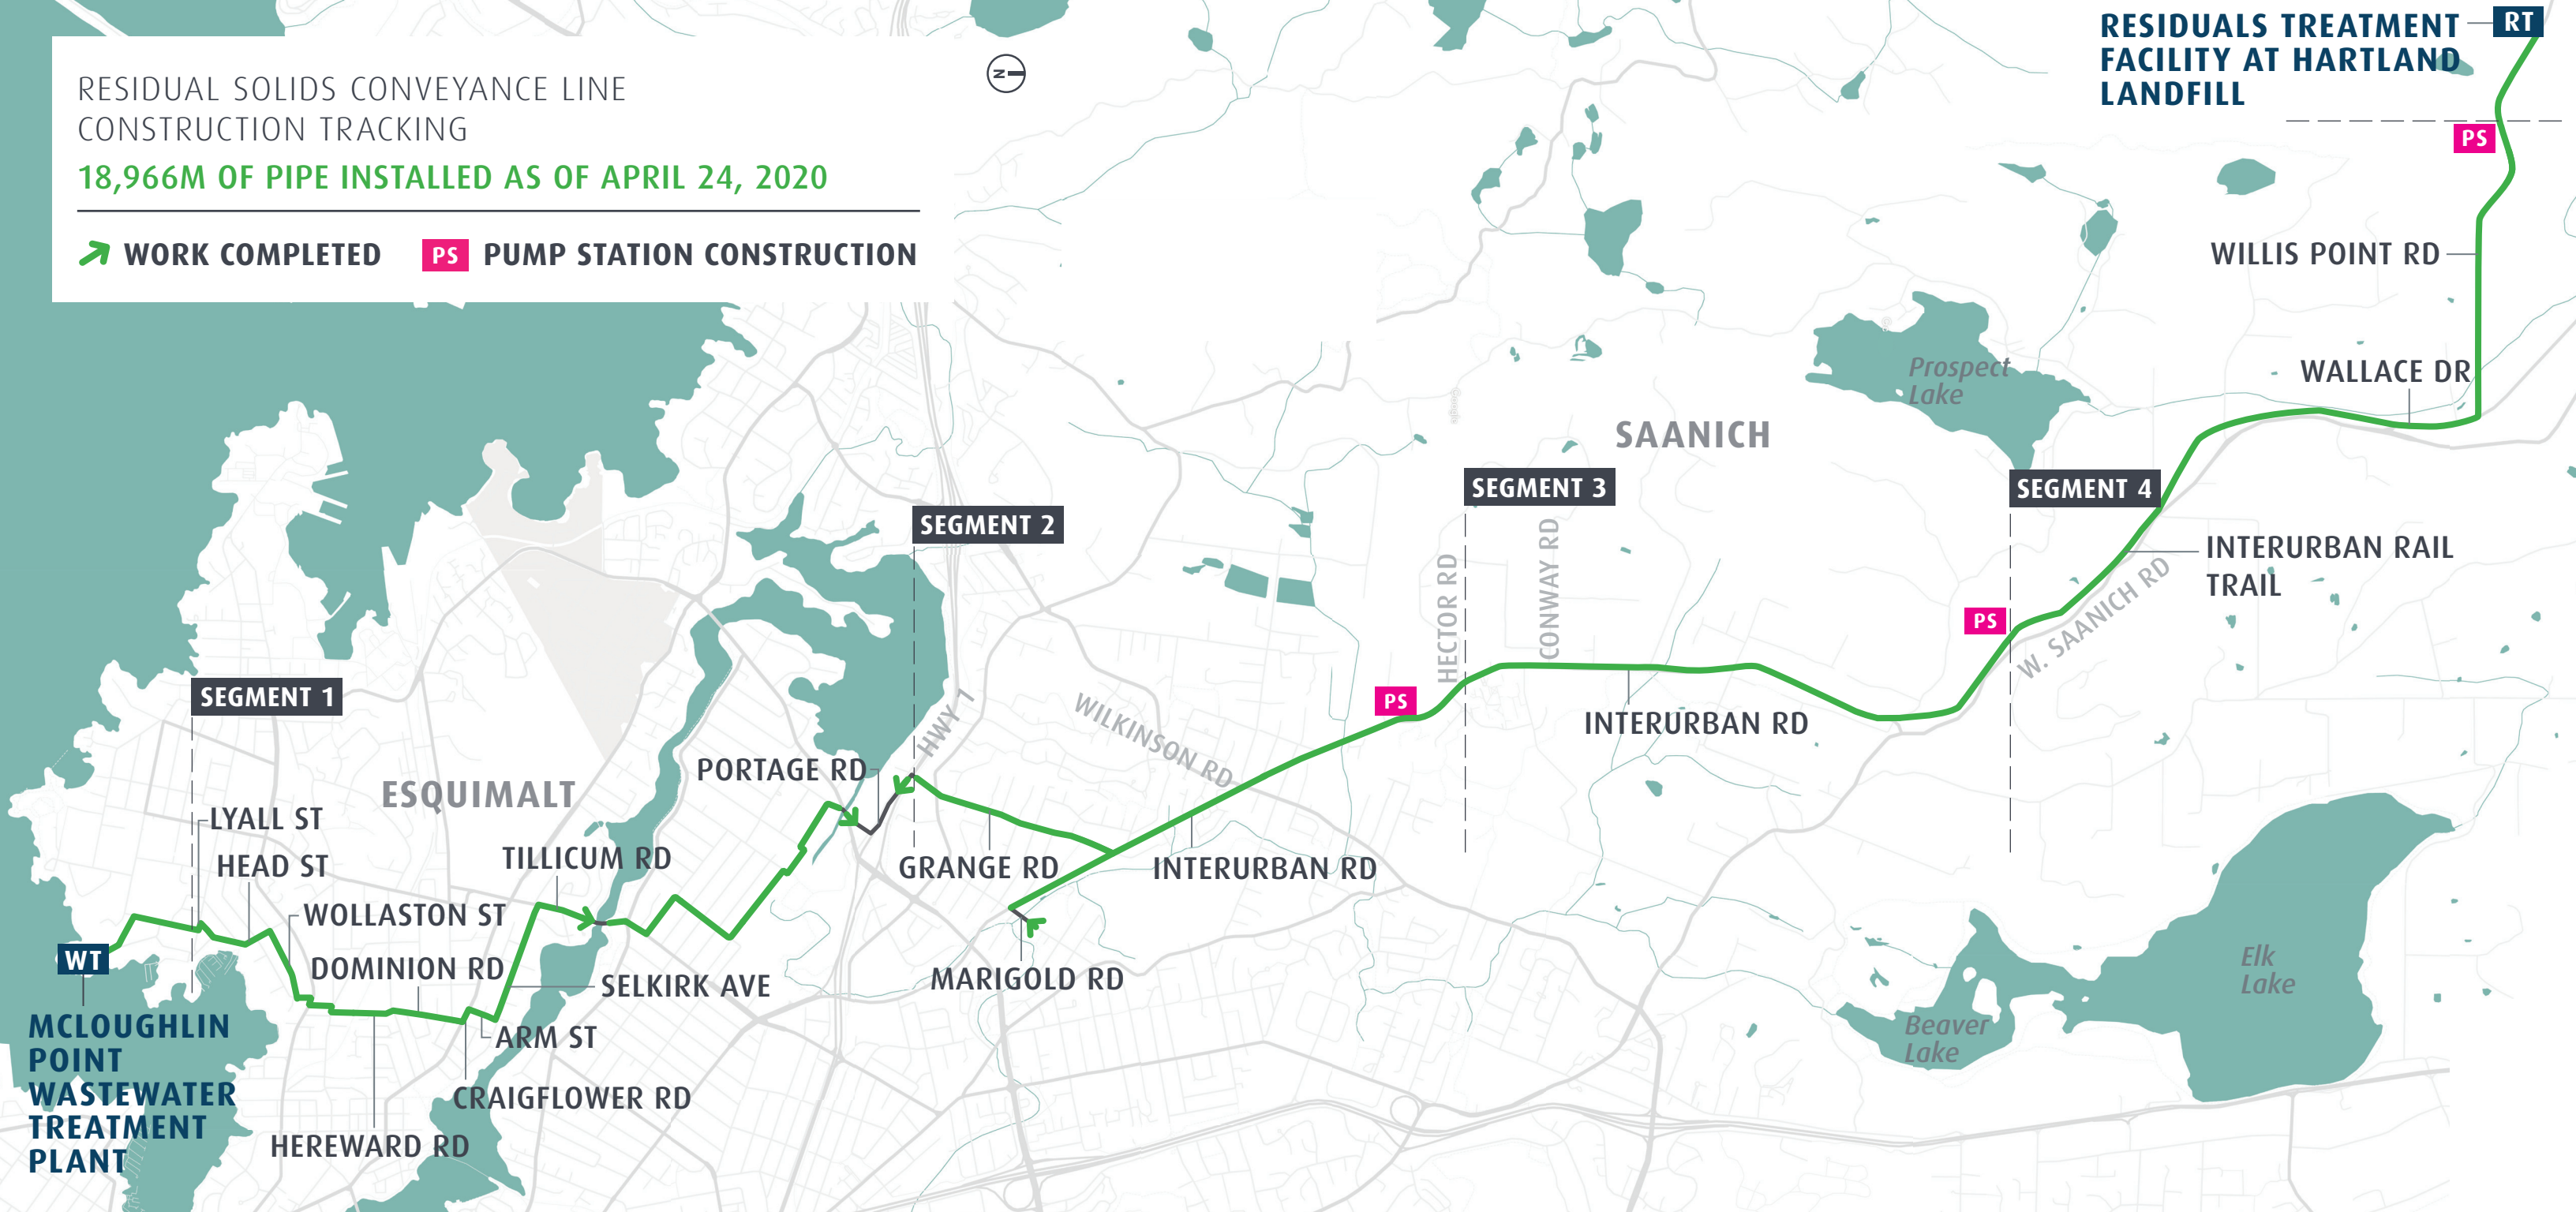 RESIDUAL SOLIDS CONVEYANCE LINE
CONSTRUCTION TRACKING
18,966M OF PIPE INSTALLED AS OF APRIL 24, 2020
WORK COMPLETED
PS PUMP STATION CONSTRUCTION
N
RESIDUALS TREATMENT
FACILITY AT HARTLAND
LANDFILL
RT
PS
WILLIS POINT RD
WALLACE DR
Prospect
Lake
SAANICH
SEGMENT 3
SEGMENT 4
SEGMENT 2
HECTOR RD
CONWAY RD
INTERURBAN RAIL
TRAIL
W. SAANICH RD
PS
SEGMENT 1
PS
HWY 1
WILKINSON RD
INTERURBAN RD
PORTAGE RD
ESQUIMALT
LYALL ST
HEAD ST
TILLICUM RD
GRANGE RD
INTERURBAN RD
WOLLASTON ST
WT
DOMINION RD
SELKIRK AVE
MARIGOLD RD
Elk
Lake
MCLOUGHLIN
POINT
WASTEWATER
TREATMENT
PLANT
ARM ST
Beaver
Lake
CRAIGFLOWER RD
HEREWARD RD